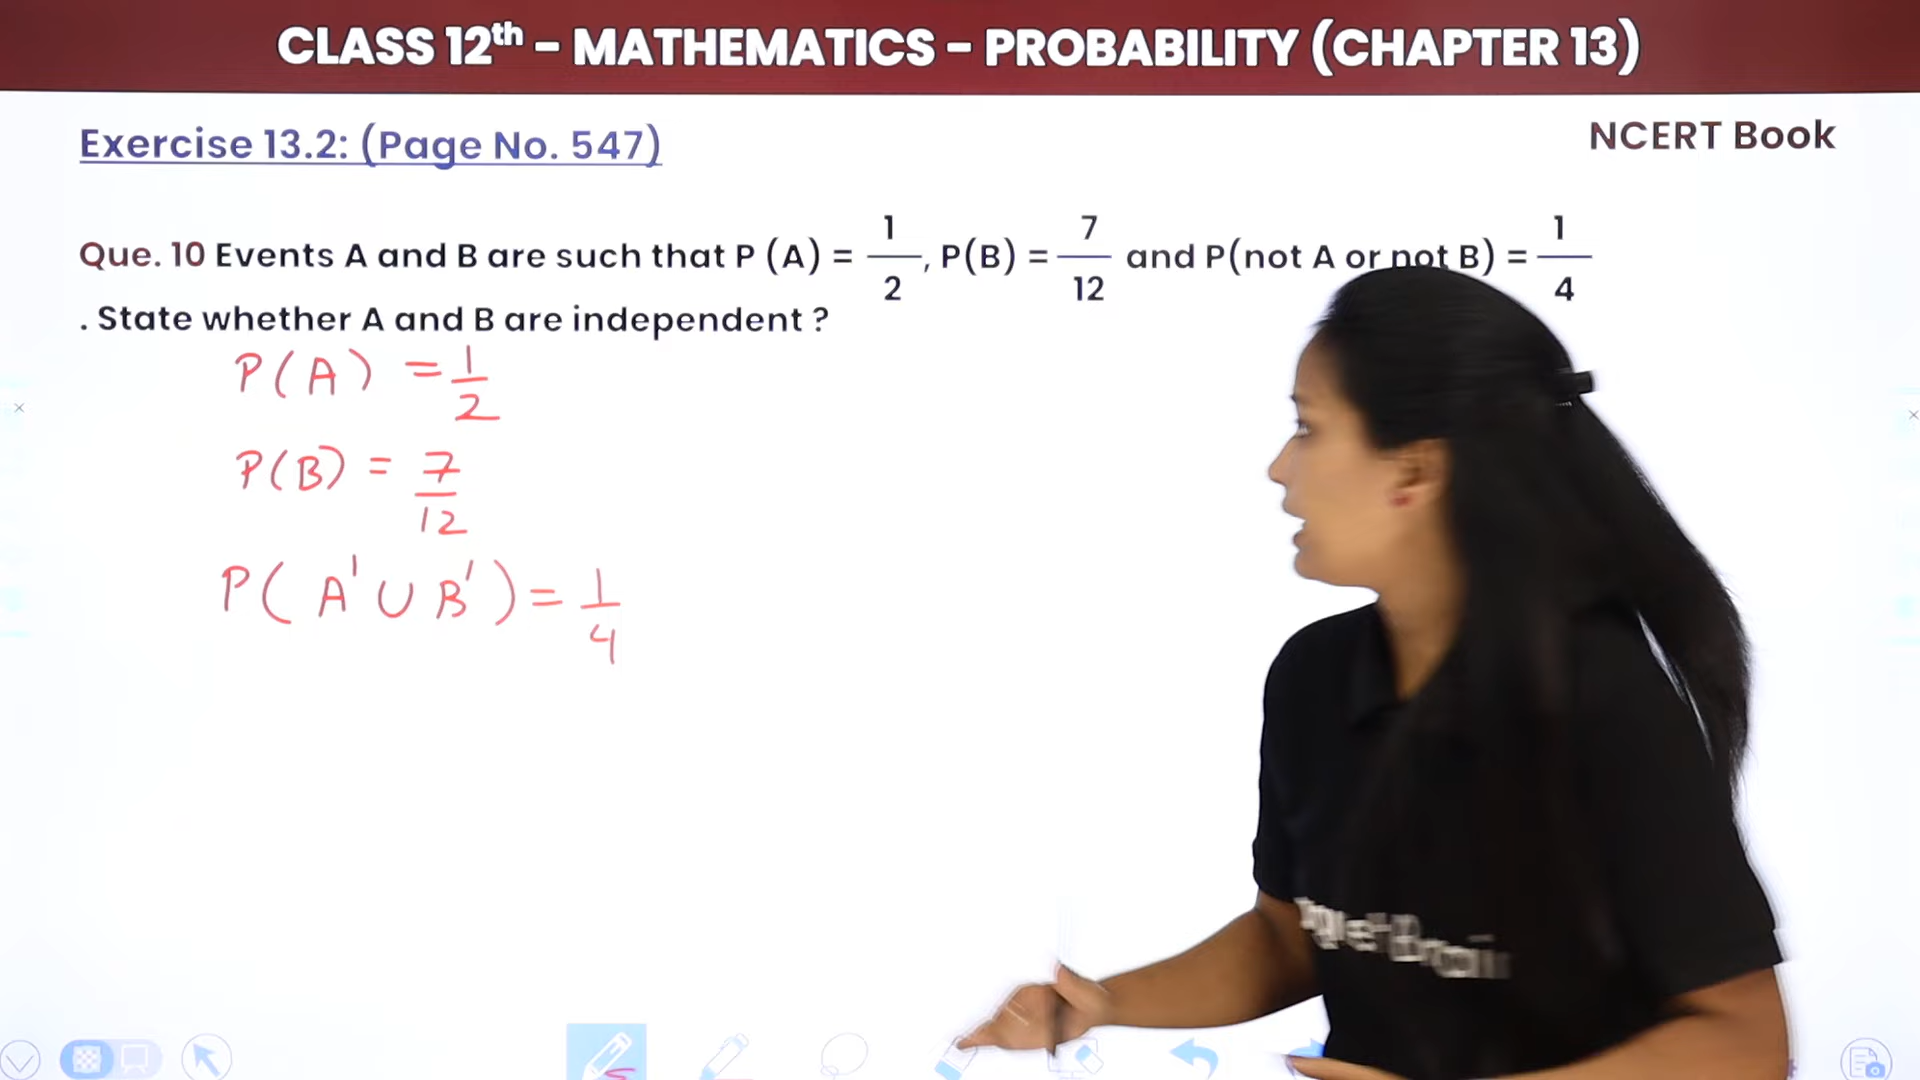 CLASS 12th – MATHEMATICS – PROBABILITY (CHAPTER 13)
Exercise 13.2: (Page No. 547)
NCERT Book
Que. 10 Events A and B are such that P (A) = 1/2, P(B) = 7/12 and P(not A or not B) = 1/4
. State whether A and B are independent ?
P(A) = 1/2
P(B) = 7/12
P(A' ∪ B') = 1/4